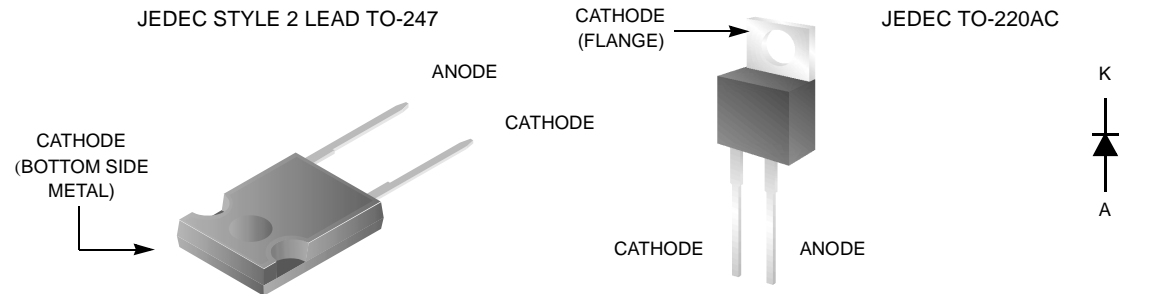 JEDEC STYLE 2 LEAD TO-247
ANODE
CATHODE
CATHODE
(BOTTOM SIDE
METAL)
CATHODE
(FLANGE)
CATHODE
ANODE
JEDEC TO-220AC
K
A